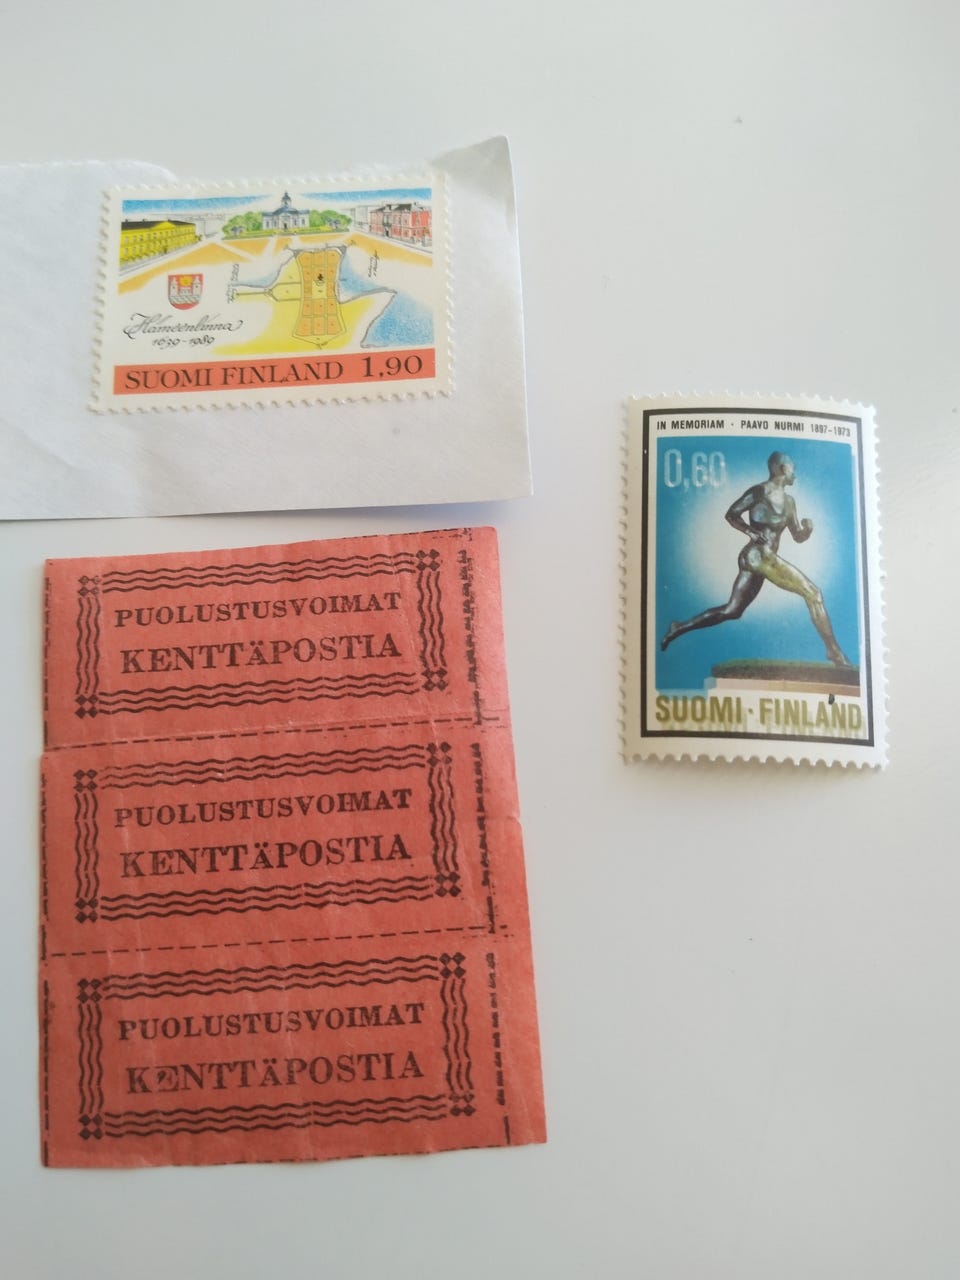 Hämeenlinna
1639-1989
SUOMI FINLAND 1,90
IN MEMORIAM · PAAVO NURMI 1897-1973
0,60
SUOMI · FINLAND
PUOLUSTUSVOIMAT
KENTTÄPOSTIA
PUOLUSTUSVOIMAT
KENTTÄPOSTIA
PUOLUSTUSVOIMAT
KENTTÄPOSTIA